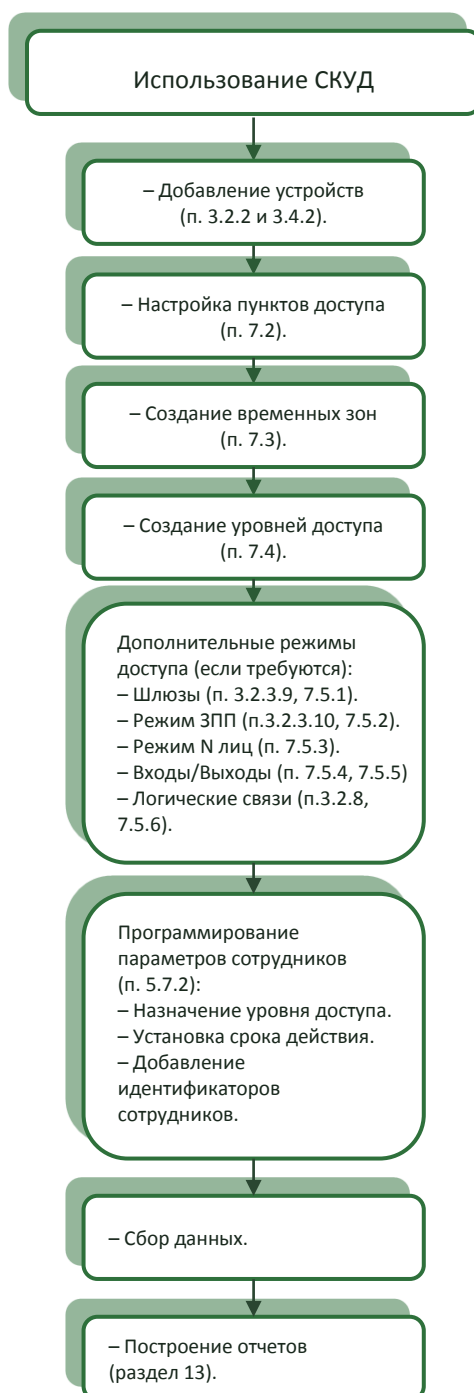 Использование СКУД
– Добавление устройств
(п. 3.2.2 и 3.4.2).
– Настройка пунктов доступа
(п. 7.2).
– Создание временных зон
(п. 7.3).
– Создание уровней доступа
(п. 7.4).
Дополнительные режимы
доступа (если требуются):
– Шлюзы (п. 3.2.3.9, 7.5.1).
– Режим ЗПП (п.3.2.3.10, 7.5.2).
– Режим N лиц (п. 7.5.3).
– Входы/Выходы (п. 7.5.4, 7.5.5)
– Логические связи (п.3.2.8,
7.5.6).
Программирование
параметров сотрудников
(п. 5.7.2):
– Назначение уровня доступа.
– Установка срока действия.
– Добавление
идентификаторов
сотрудников.
– Сбор данных.
– Построение отчетов
(раздел 13).